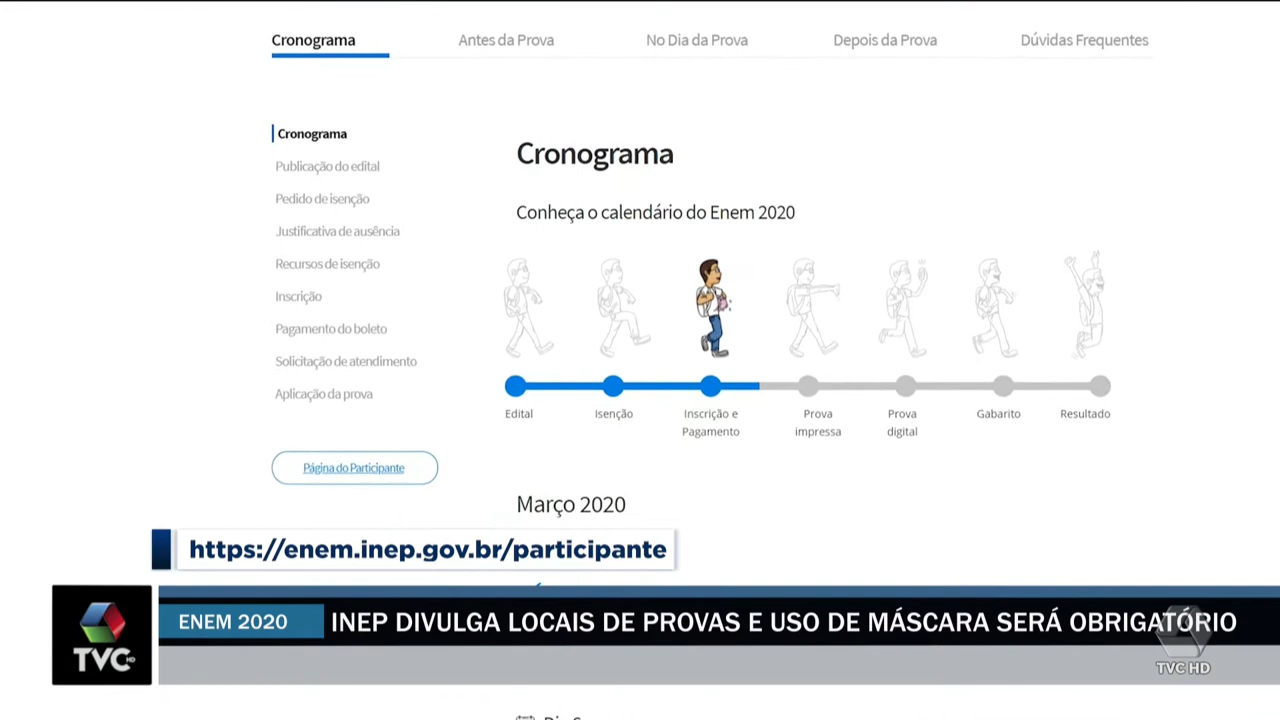 Cronograma
Antes da Prova
No Dia da Prova
Depois da Prova
Dúvidas Frequentes
Cronograma
Publicação do edital
Pedido de isenção
Justificativa de ausência
Recursos de isenção
Inscrição
Pagamento do boleto
Solicitação de atendimento
Aplicação da prova
Página do Participante
Cronograma
Conheça o calendário do Enem 2020
Edital
Isenção
Inscrição e
Pagamento
Prova
impressa
Prova
digital
Gabarito
Resultado
Março 2020
https://enem.inep.gov.br/participante
ENEM 2020
INEP DIVULGA LOCAIS DE PROVAS E USO DE MÁSCARA SERÁ OBRIGATÓRIO
TVC HD
TVC HD